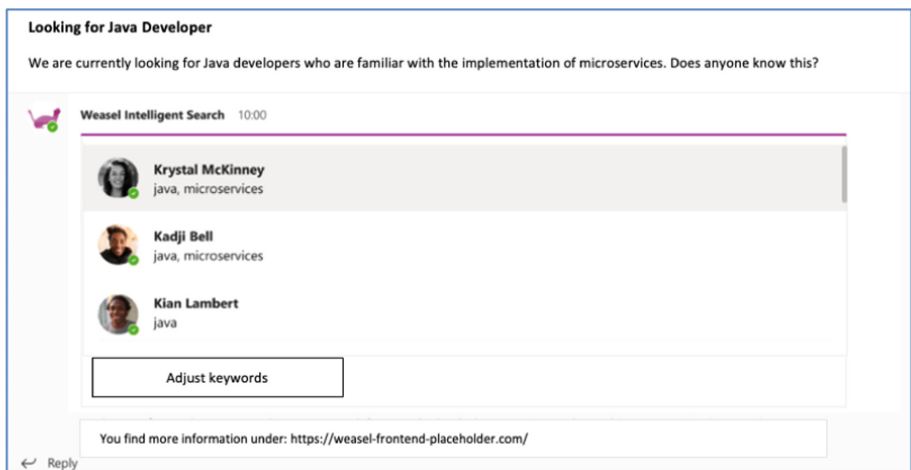 Looking for Java Developer
We are currently looking for Java developers who are familiar with the implementation of microservices. Does anyone know this?
Weasel Intelligent Search 10:00
Krystal McKinney
java, microservices
Kadji Bell
java, microservices
Kian Lambert
java
Adjust keywords
You find more information under: https://weasel-frontend-placeholder.com/
Reply